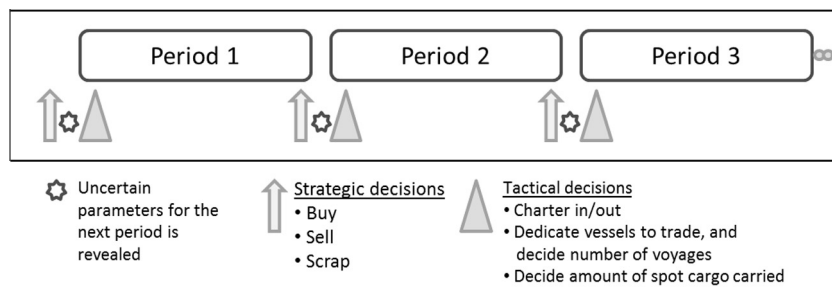 Period 1
Period 2
Period 3
Uncertain
parameters for the
next period is
revealed
Strategic decisions
• Buy
• Sell
• Scrap
Tactical decisions
• Charter in/out
• Dedicate vessels to trade, and
decide number of voyages
• Decide amount of spot cargo carried